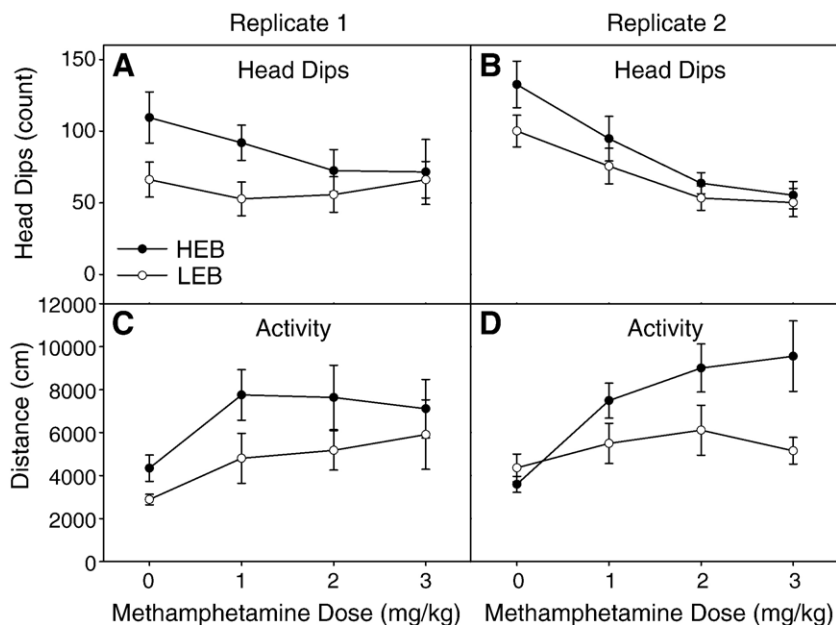 Replicate 1
Replicate 2
A
Head Dips
B
Head Dips
Head Dips (count)
150
100
50
0
HEB
LEB
C
Activity
D
Activity
Distance (cm)
12000
10000
8000
6000
4000
2000
0
0 1 2 3
0 1 2 3
Methamphetamine Dose (mg/kg)
Methamphetamine Dose (mg/kg)